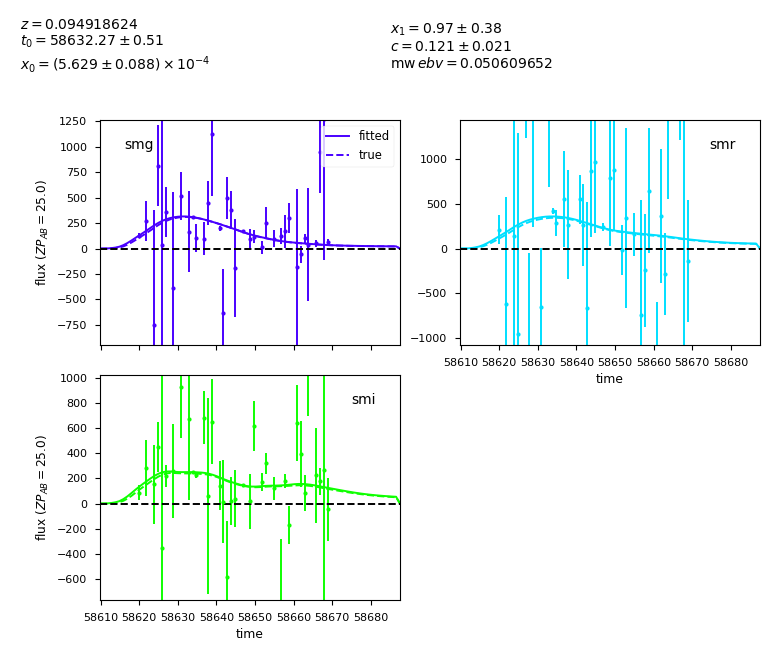 z = 0.094918624
t₀ = 58632.27 ± 0.51
x₀ = (5.629 ± 0.088) × 10⁻⁴
x₁ = 0.97 ± 0.38
c = 0.121 ± 0.021
mw ebv = 0.050609652
smg
fitted
true
1250
1000
750
500
250
0
−250
−500
−750
flux (ZP_AB = 25.0)
smr
1000
500
0
−500
−1000
58610 58620 58630 58640 58650 58660 58670 58680
time
smi
1000
800
600
400
200
0
−200
−400
−600
flux (ZP_AB = 25.0)
58610 58620 58630 58640 58650 58660 58670 58680
time